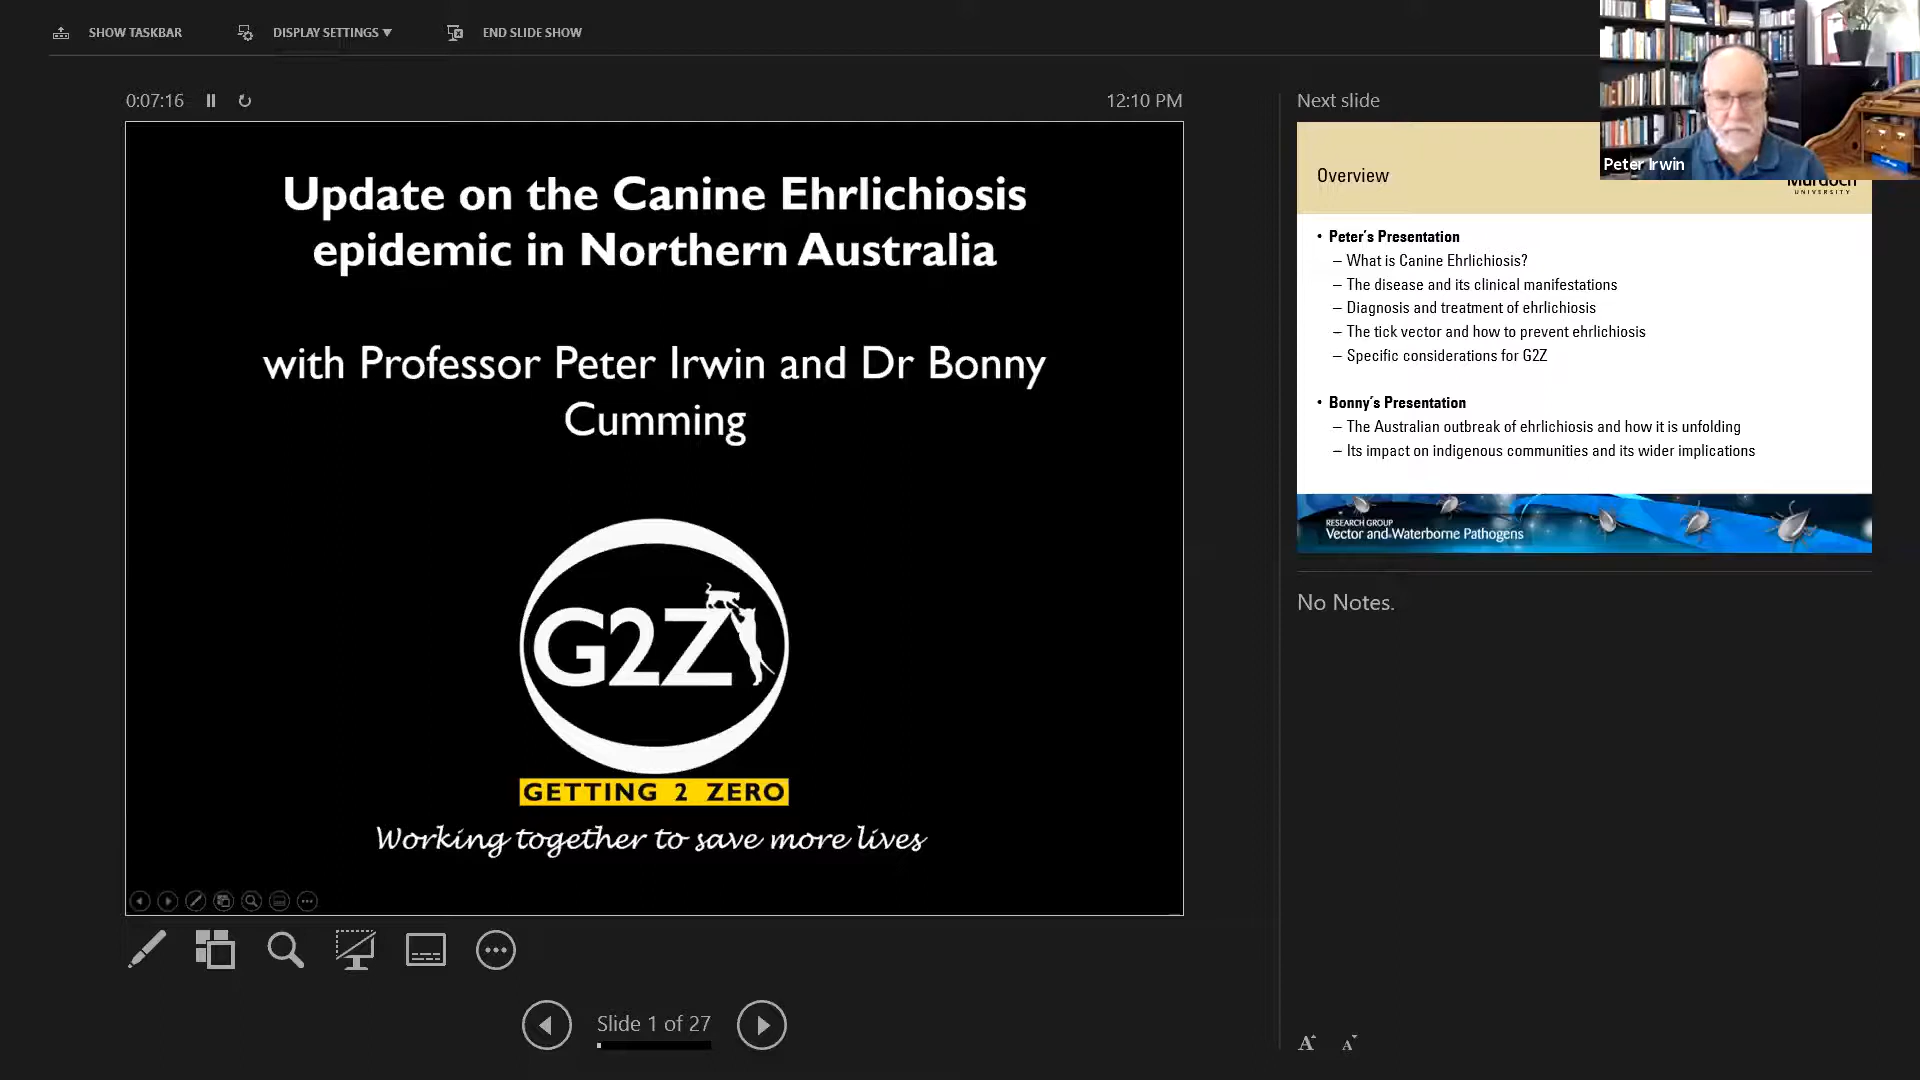 SHOW TASKBAR
DISPLAY SETTINGS ▼
END SLIDE SHOW
0:07:16
12:10 PM
Update on the Canine Ehrlichiosis
epidemic in Northern Australia
with Professor Peter Irwin and Dr Bonny
Cumming
G2Z
GETTING 2 ZERO
Working together to save more lives
Slide 1 of 27
Next slide
Peter Irwin
Overview
Murdoch
UNIVERSITY
• Peter's Presentation
– What is Canine Ehrlichiosis?
– The disease and its clinical manifestations
– Diagnosis and treatment of ehrlichiosis
– The tick vector and how to prevent ehrlichiosis
– Specific considerations for G2Z
• Bonny's Presentation
– The Australian outbreak of ehrlichiosis and how it is unfolding
– Its impact on indigenous communities and its wider implications
RESEARCH GROUP
Vector and Waterborne Pathogens
No Notes.
A A